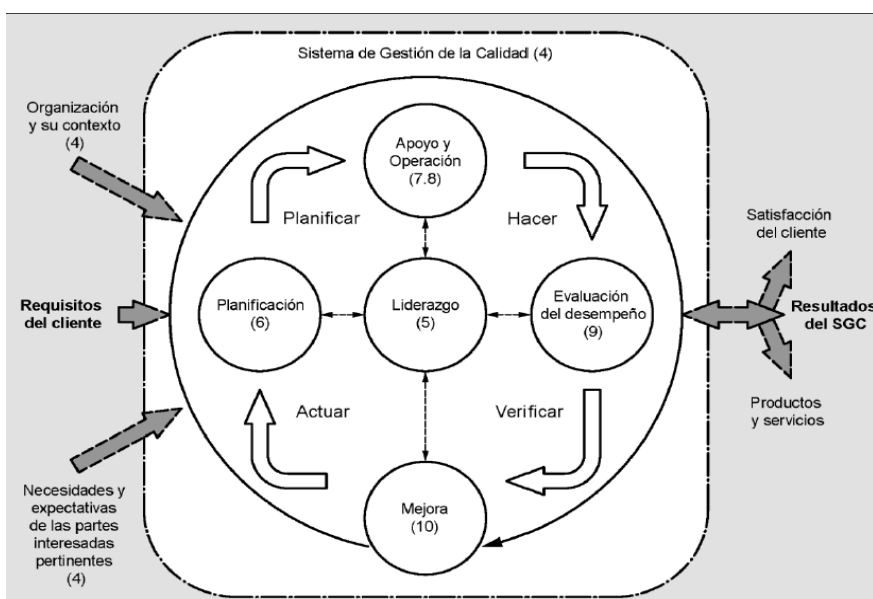 Sistema de Gestión de la Calidad (4)
Organización
y su contexto
(4)
Apoyo y
Operación
(7.8)
Planificar
Hacer
Satisfacción
del cliente
Requisitos
del cliente
Planificación
(6)
Liderazgo
(5)
Evaluación
del desempeño
(9)
Resultados
del SGC
Actuar
Verificar
Productos
y servicios
Necesidades y
expectativas
de las partes
interesadas
pertinentes
(4)
Mejora
(10)